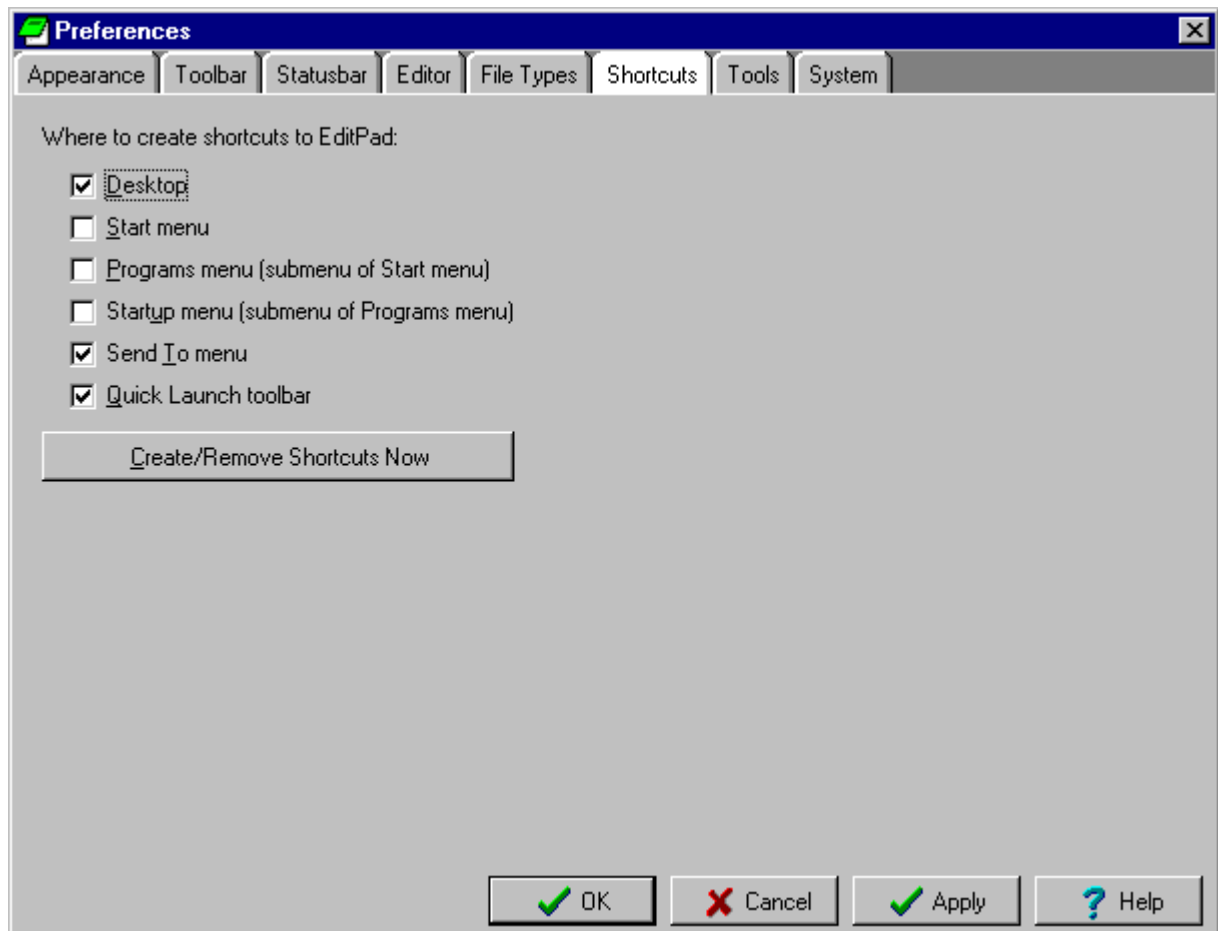 Preferences
Appearance Toolbar Statusbar Editor File Types Shortcuts Tools System
Where to create shortcuts to EditPad:
Desktop
Start menu
Programs menu (submenu of Start menu)
Startup menu (submenu of Programs menu)
Send To menu
Quick Launch toolbar
Create/Remove Shortcuts Now
OK Cancel Apply Help